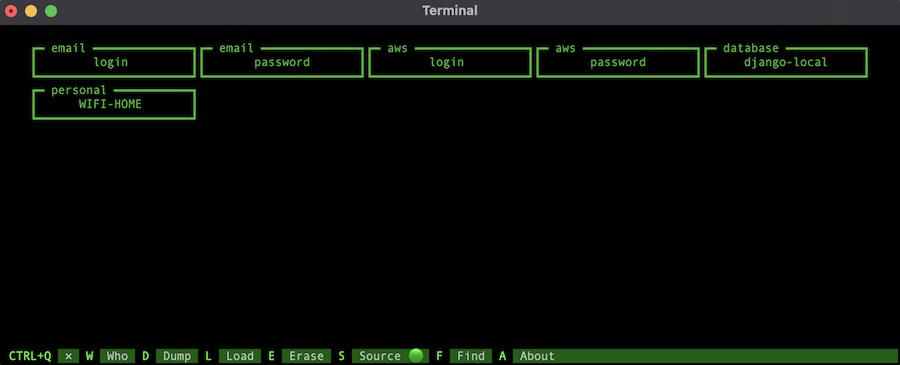 Terminal
email email aws aws database
login password login password django-local
personal
WIFI-HOME
CTRL+Q × W Who D Dump L Load E Erase S Source F Find A About